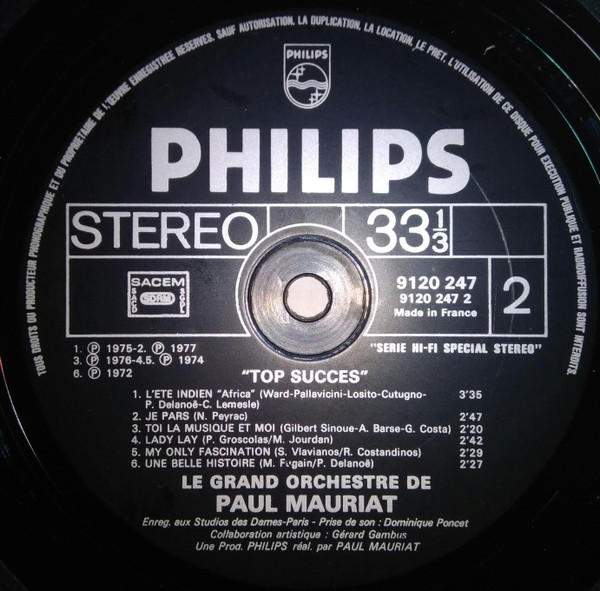 TOUS DROITS DU PRODUCTEUR PHONOGRAPHIQUE ET DU PROPRIETAIRE DE L'ŒUVRE ENREGISTREE RESERVES. SAUF AUTORISATION, LA DUPLICATION, LA LOCATION, LE PRET, L'UTILISATION DE CE DISQUE POUR EXECUTION PUBLIQUE ET RADIODIFFUSION SONT INTERDITS.
PHILIPS
PHILIPS
STEREO
33 1/3
SACEM
SACD SDRM SGDL
9120 247
9120 247 2
Made in France
2
1. ℗ 1975-2. ℗ 1977
3. ℗ 1976-4.5. ℗ 1974
6. ℗ 1972
"SERIE HI-FI SPECIAL STEREO"
"TOP SUCCES"
1. L'ETE INDIEN "Africa" (Ward-Pallavicini-Losito-Cutugno- 3'35
P. Delanoë-C. Lemesle)
2. JE PARS (N. Peyrac) 2'47
3. TOI LA MUSIQUE ET MOI (Gilbert Sinoue-A. Barse-G. Costa) 2'20
4. LADY LAY (P. Groscolas/M. Jourdan) 2'42
5. MY ONLY FASCINATION (S. Vlavianos/R. Costandinos) 2'29
6. UNE BELLE HISTOIRE (M. Fugain/P. Delanoë) 2'27
LE GRAND ORCHESTRE DE
PAUL MAURIAT
Enreg. aux Studios des Dames-Paris - Prise de son : Dominique Poncet
Collaboration artistique : Gérard Gambus
Une Prod. PHILIPS réal. par PAUL MAURIAT